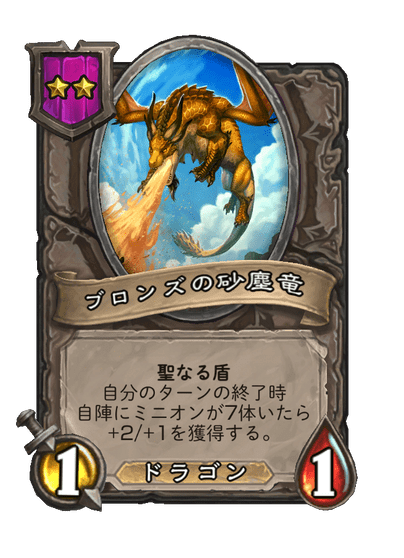 ブロンズの砂塵竜
聖なる盾
自分のターンの終了時
自陣にミニオンが7体いたら
+2/+1を獲得する。
1
ドラゴン
1